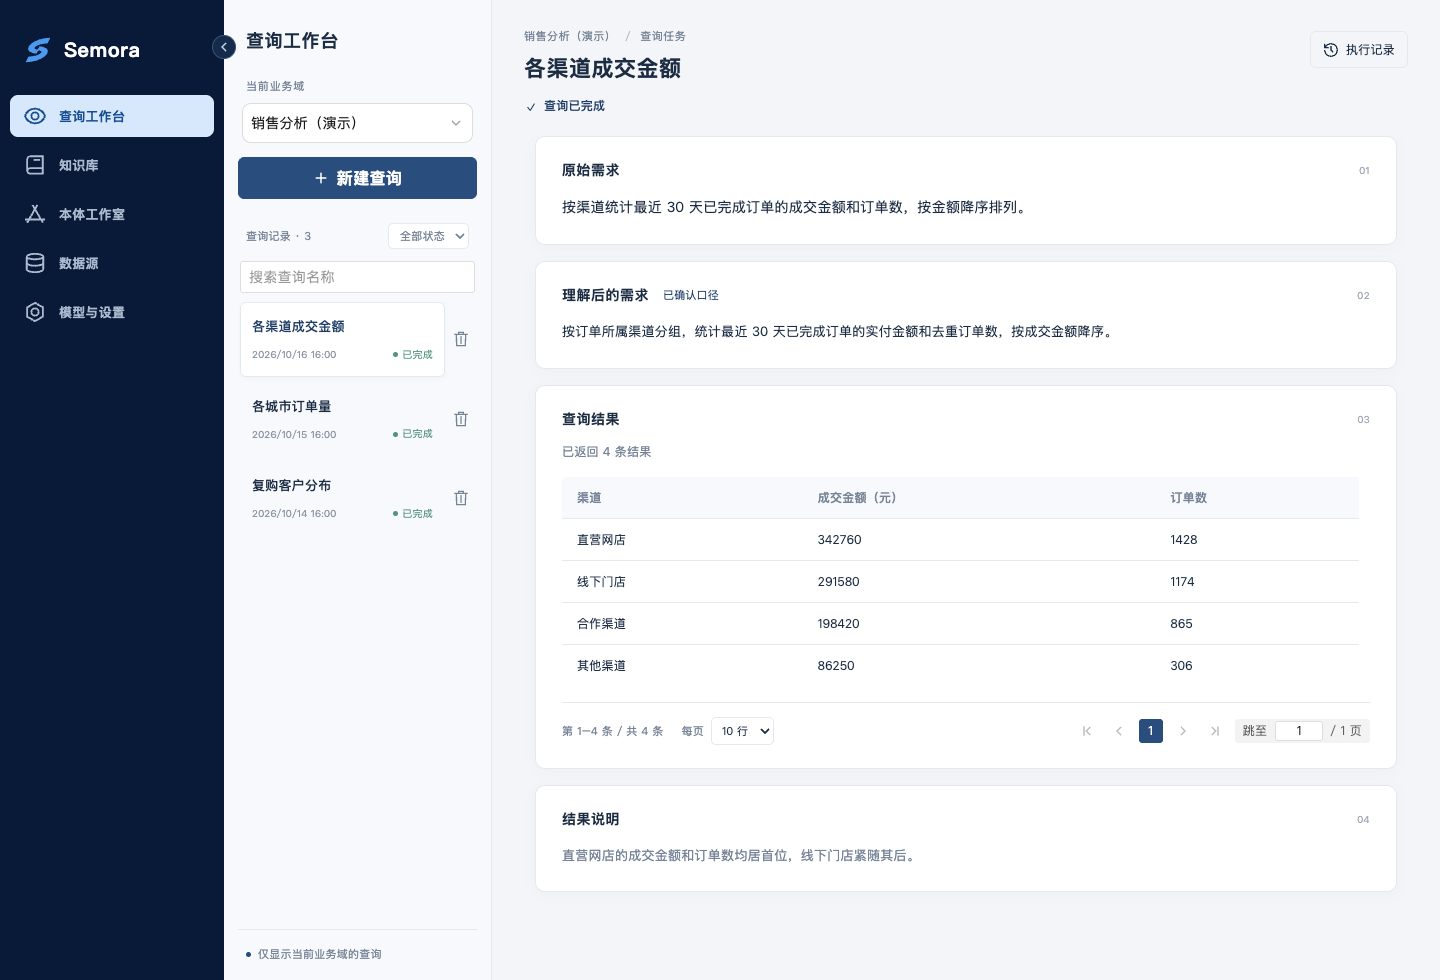 Semora
查询工作台
知识库
本体工作室
数据源
模型与设置
查询工作台
当前业务域
销售分析（演示）
+ 新建查询
查询记录 · 3
全部状态
搜索查询名称
各渠道成交金额
2026/10/16 16:00
已完成
各城市订单量
2026/10/15 16:00
已完成
复购客户分布
2026/10/14 16:00
已完成
仅显示当前业务域的查询
销售分析（演示） / 查询任务
各渠道成交金额
查询已完成
执行记录
原始需求 01
按渠道统计最近 30 天已完成订单的成交金额和订单数，按金额降序排列。
理解后的需求 已确认口径 02
按订单所属渠道分组，统计最近 30 天已完成订单的实付金额和去重订单数，按成交金额降序。
查询结果 03
已返回 4 条结果
渠道 成交金额（元） 订单数
直营网店 342760 1428
线下门店 291580 1174
合作渠道 198420 865
其他渠道 86250 306
第 1–4 条 / 共 4 条 每页 10 行 1 跳至 1 / 1 页
结果说明 04
直营网店的成交金额和订单数均居首位，线下门店紧随其后。